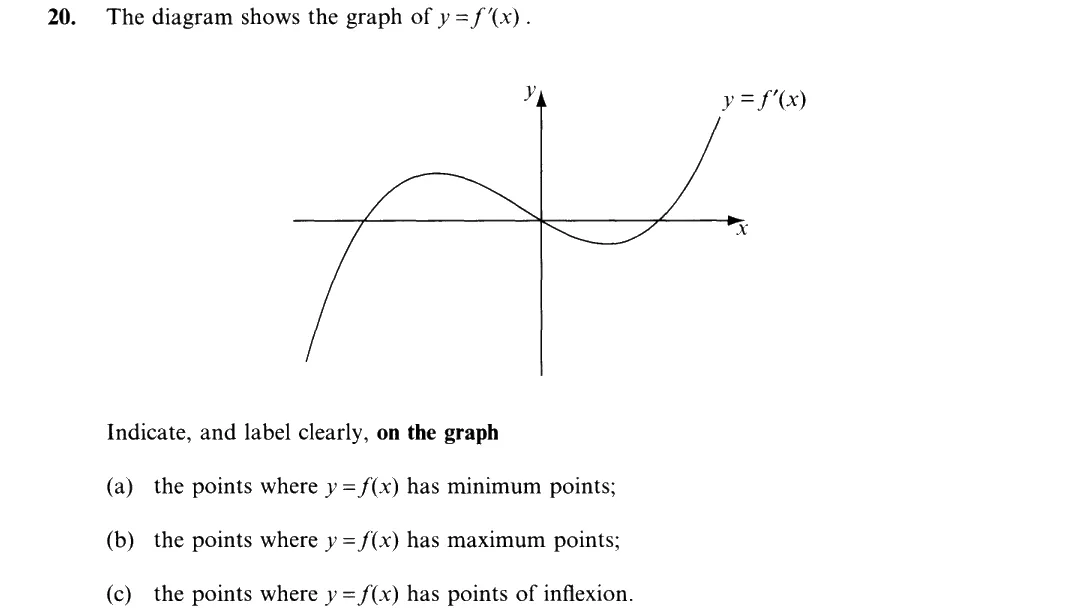 20. The diagram shows the graph of y = f′(x) .
y
y = f′(x)
x
Indicate, and label clearly, on the graph
(a) the points where y = f(x) has minimum points;
(b) the points where y = f(x) has maximum points;
(c) the points where y = f(x) has points of inflexion.